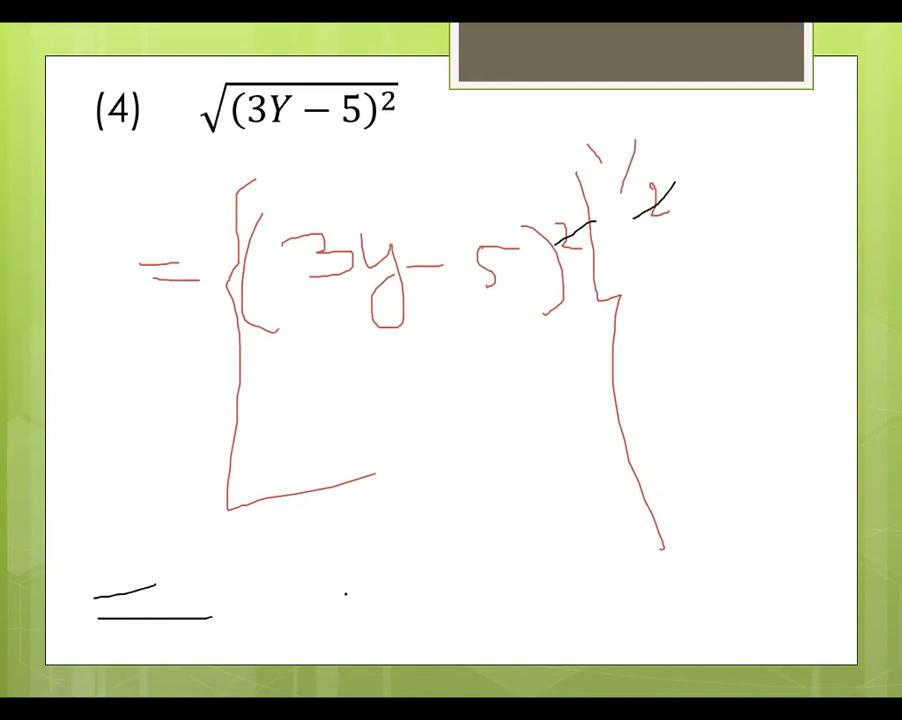 (4) √(3Y − 5)²
= {(3y - 5)²}^1/2
=